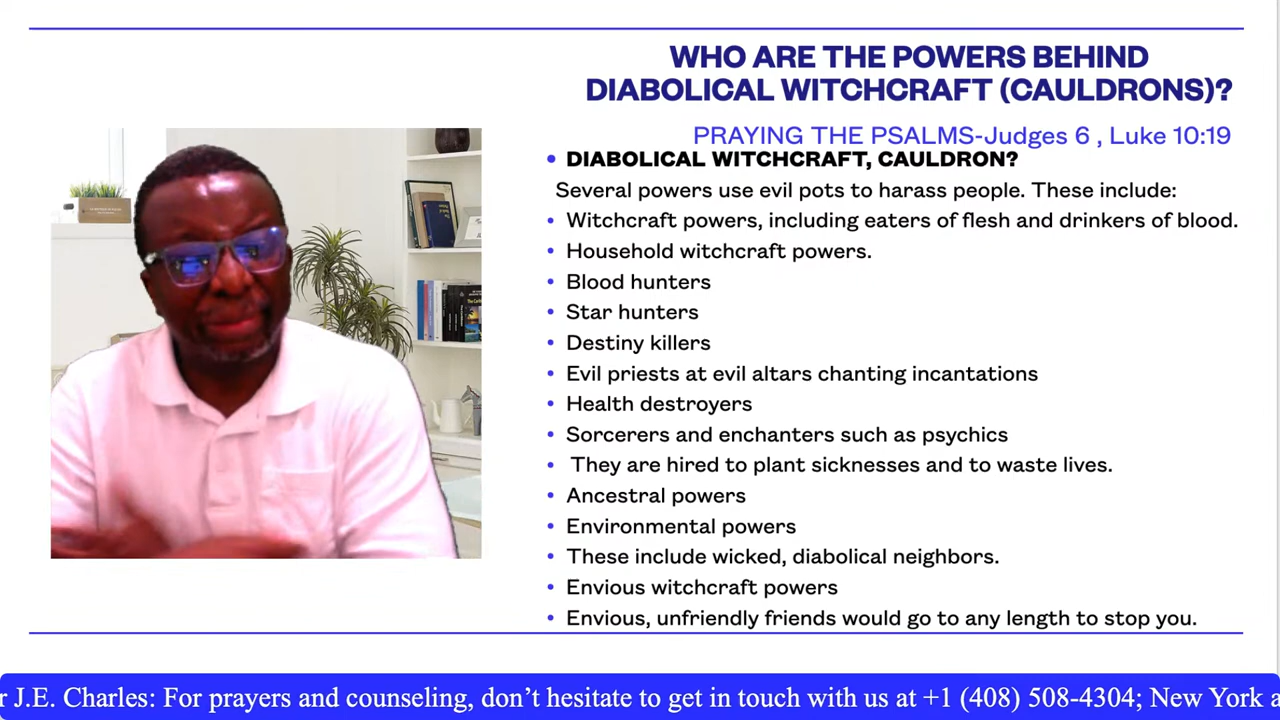 WHO ARE THE POWERS BEHIND
DIABOLICAL WITCHCRAFT (CAULDRONS)?
PRAYING THE PSALMS-Judges 6 , Luke 10:19
• DIABOLICAL WITCHCRAFT, CAULDRON?
Several powers use evil pots to harass people. These include:
• Witchcraft powers, including eaters of flesh and drinkers of blood.
• Household witchcraft powers.
• Blood hunters
• Star hunters
• Destiny killers
• Evil priests at evil altars chanting incantations
• Health destroyers
• Sorcerers and enchanters such as psychics
• They are hired to plant sicknesses and to waste lives.
• Ancestral powers
• Environmental powers
• These include wicked, diabolical neighbors.
• Envious witchcraft powers
• Envious, unfriendly friends would go to any length to stop you.
r J.E. Charles: For prayers and counseling, don’t hesitate to get in touch with us at +1 (408) 508-4304; New York a